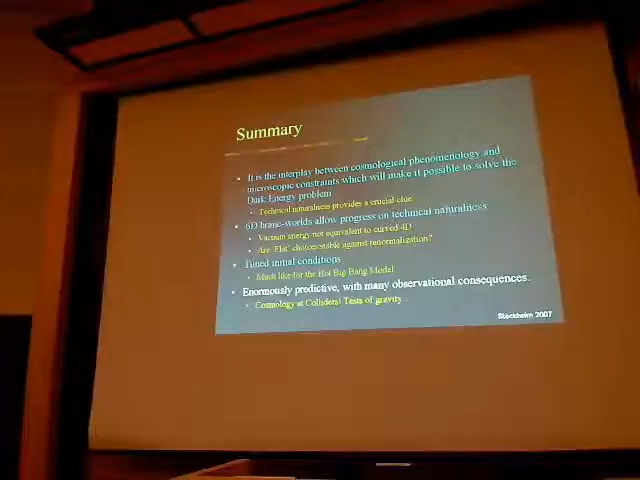 Summary
• It is the interplay between cosmological phenomenology and
microscopic constraints which will make it possible to solve the
Dark Energy problem
• Technical naturalness provides a crucial clue
• 6D brane-worlds allow progress on technical naturalness
• Vacuum energy not equivalent to curved 4D
• Are 'Flat' choices stable against renormalization?
• Tuned initial conditions
• Much like for the Hot Big Bang Model
• Enormously predictive, with many observational consequences.
• Cosmology at Colliders! Tests of gravity...
Stockholm 2007